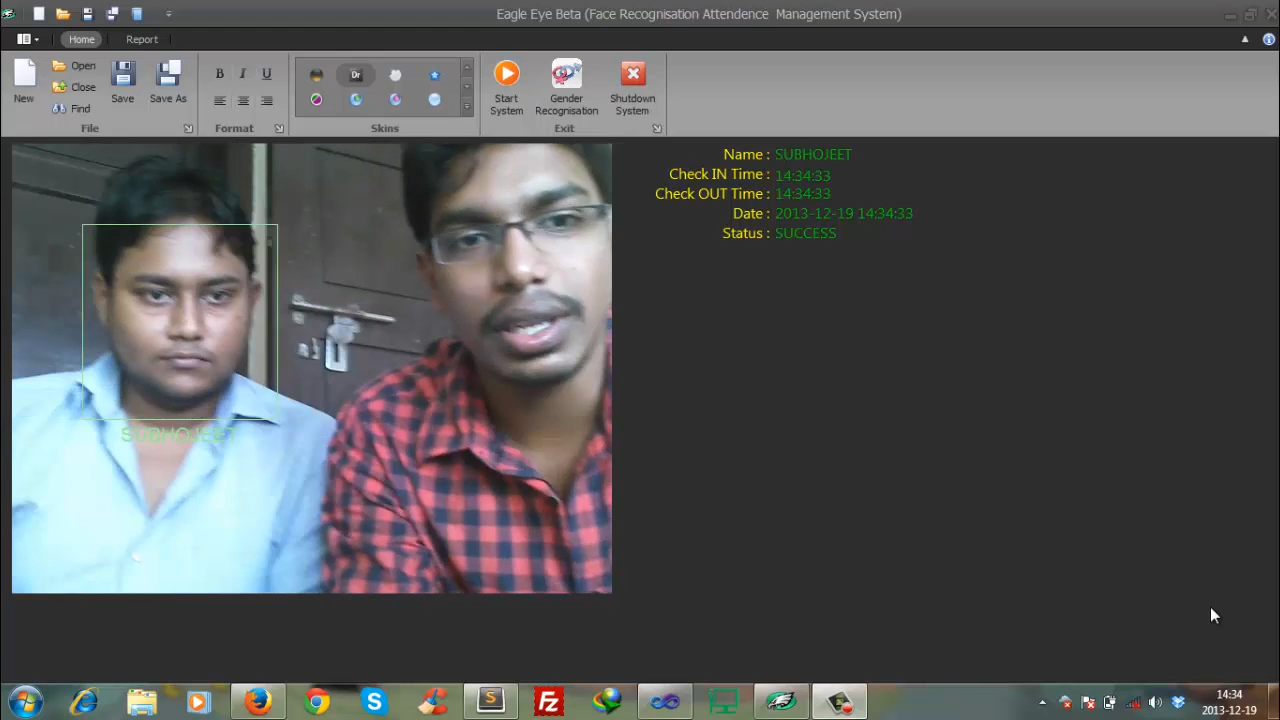 Eagle Eye Beta (Face Recognisation Attendence Management System)
Home Report
New Open Close Find Save Save As
B I U
Dr
Start System
Gender Recognisation
Shutdown System
File Format Skins Exit
Name : SUBHOJEET
Check IN Time : 14:34:33
Check OUT Time : 14:34:33
Date : 2013-12-19 14:34:33
Status : SUCCESS
SUBHOJEET
S
Fz
S
14:34
2013-12-19